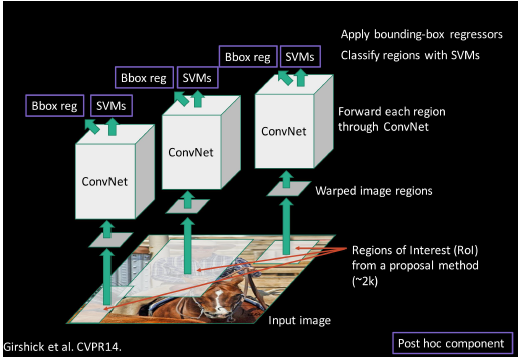 Apply bounding-box regressors
Bbox reg SVMs
Classify regions with SVMs
Bbox reg SVMs
Bbox reg SVMs
Forward each region
through ConvNet
ConvNet
ConvNet
ConvNet
Warped image regions
Regions of Interest (RoI)
from a proposal method
(~2k)
Input image
Girshick et al. CVPR14.
Post hoc component